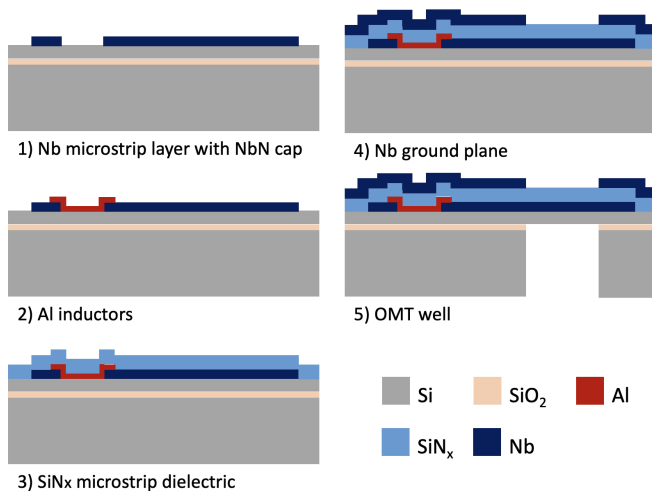 1) Nb microstrip layer with NbN cap
4) Nb ground plane
2) Al inductors
5) OMT well
3) SiNx microstrip dielectric
Si
SiO₂
Al
SiNₓ
Nb